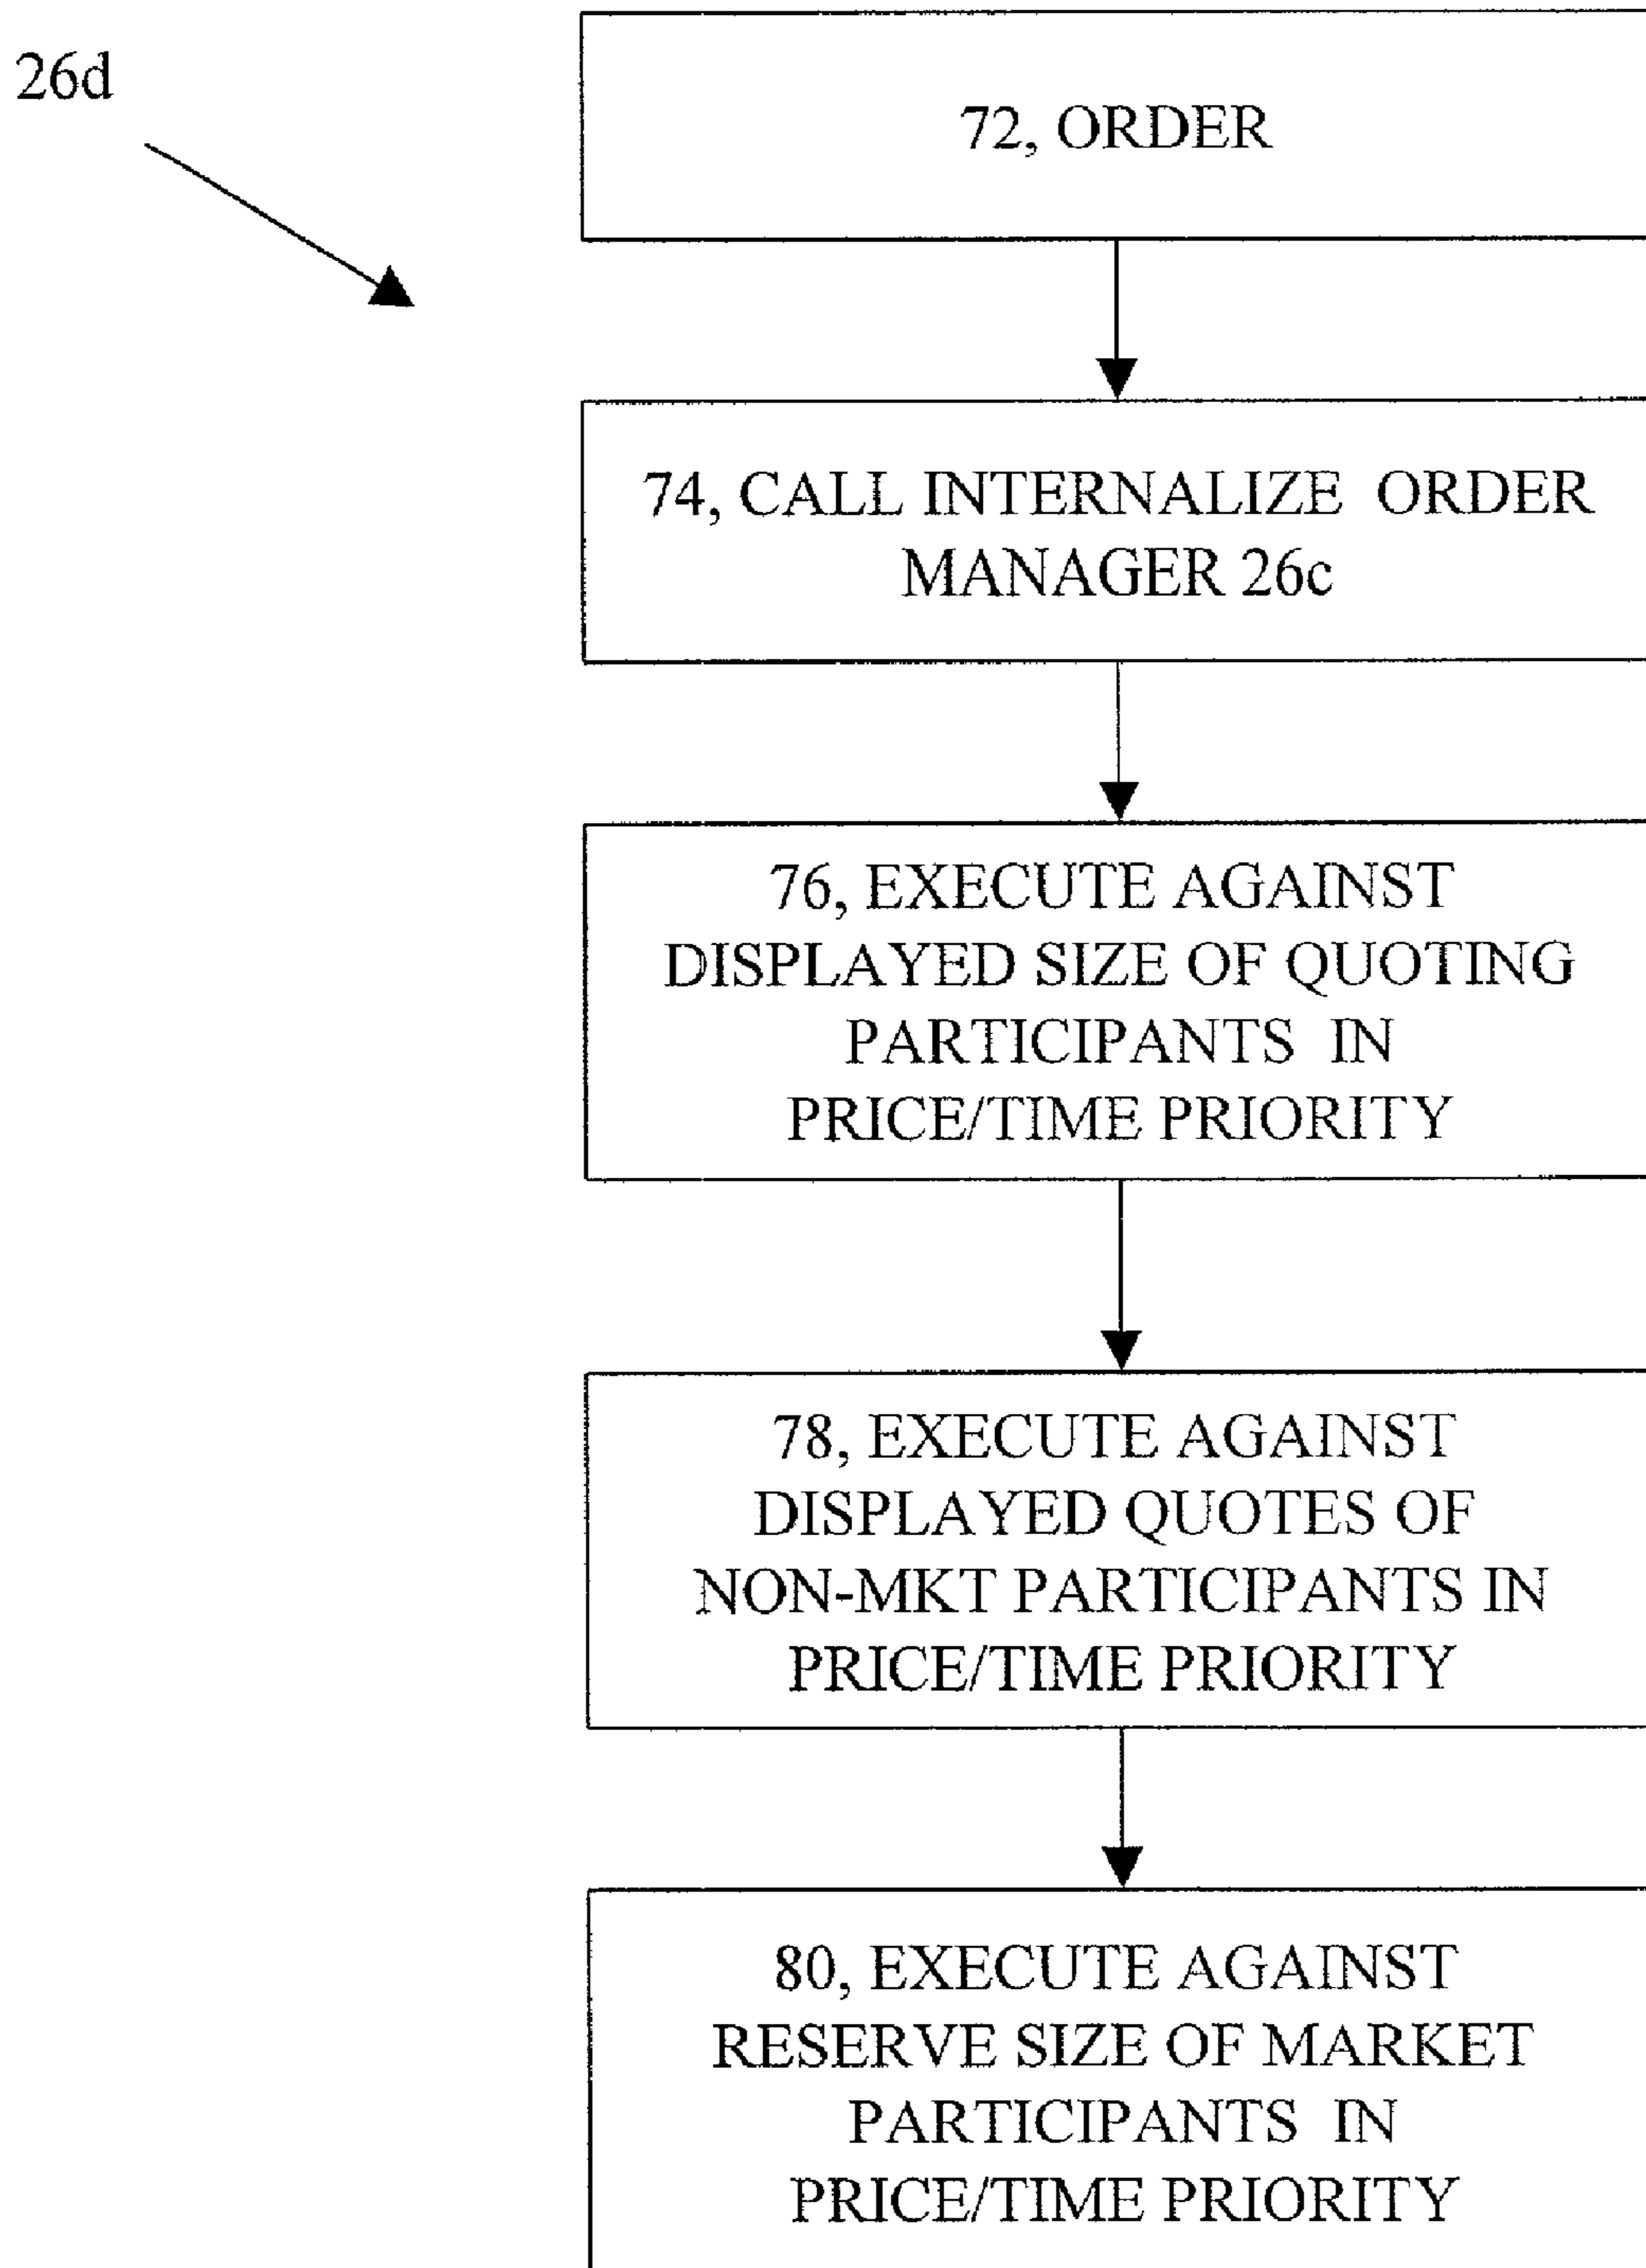 26d
72, ORDER
74, CALL INTERNALIZE ORDER
MANAGER 26c
76, EXECUTE AGAINST
DISPLAYED SIZE OF QUOTING
PARTICIPANTS IN
PRICE/TIME PRIORITY
78, EXECUTE AGAINST
DISPLAYED QUOTES OF
NON-MKT PARTICIPANTS IN
PRICE/TIME PRIORITY
80, EXECUTE AGAINST
RESERVE SIZE OF MARKET
PARTICIPANTS IN
PRICE/TIME PRIORITY